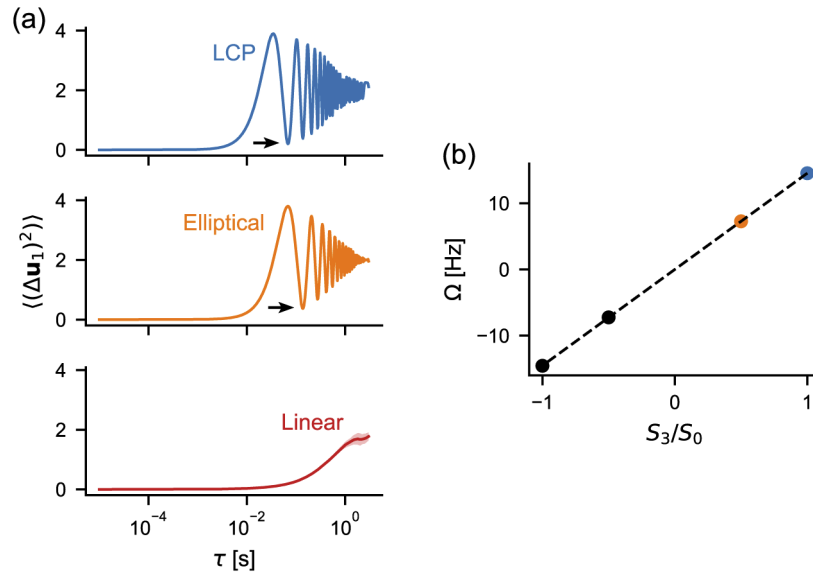 (a)
4
2
0
LCP
4
2
0
Elliptical
⟨(Δu₁)²⟩
4
2
0
Linear
10⁻⁴
10⁻²
10⁰
τ [s]
(b)
10
0
−10
Ω [Hz]
−1
0
1
S₃/S₀